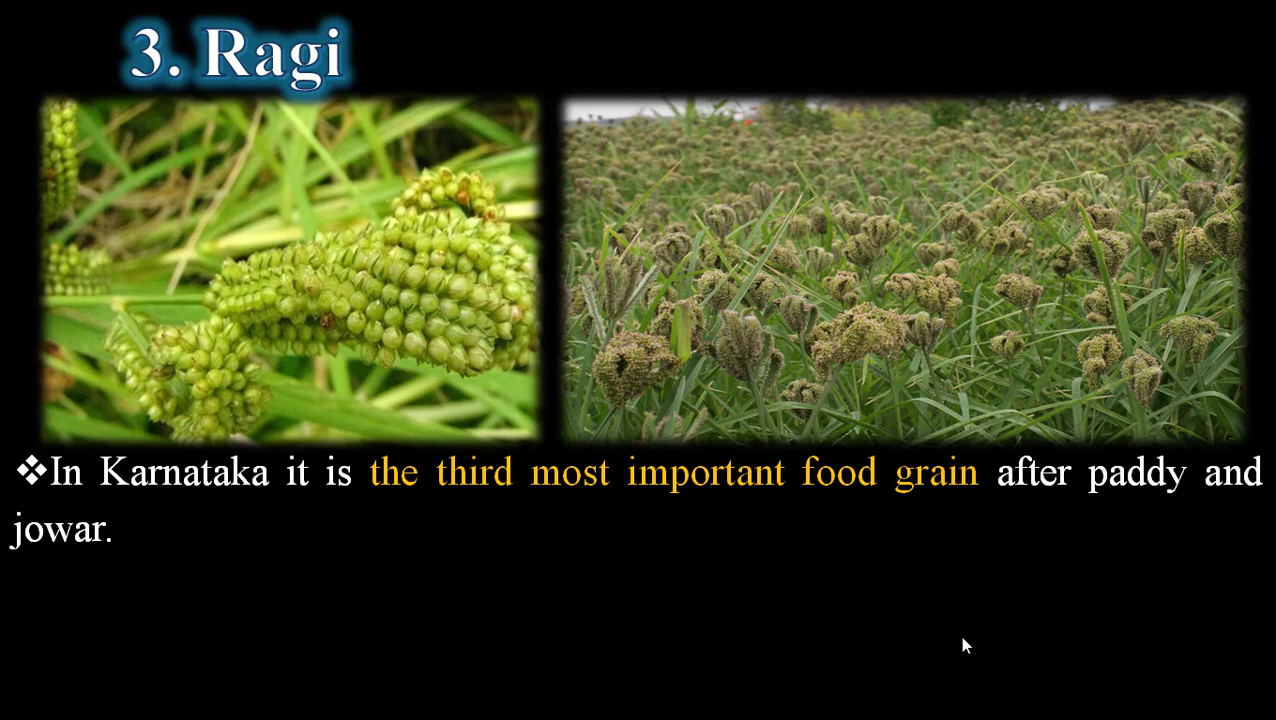 3. Ragi
❖In Karnataka it is the third most important food grain after paddy and
jowar.